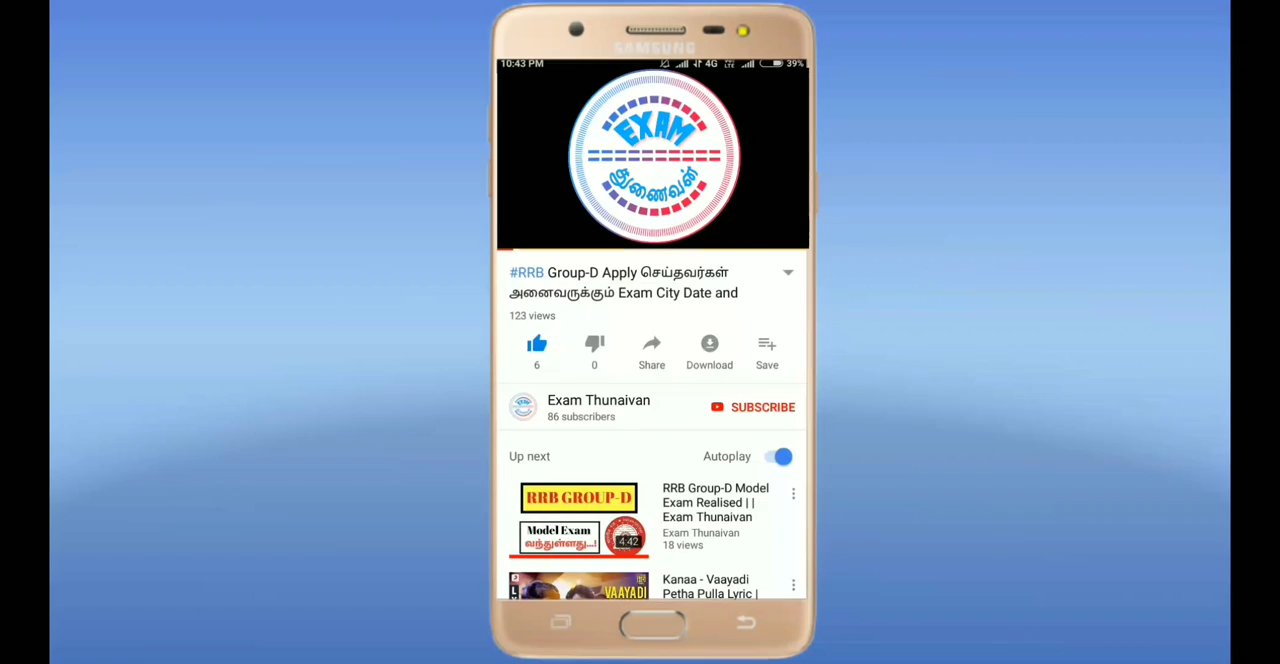 SAMSUNG
10:43 PM 4G VoLTE 39%
EXAM
துணைவன்
#RRB Group-D Apply செய்தவர்கள்
அனைவருக்கும் Exam City Date and
123 views
6 0 Share Download Save
Exam Thunaivan
86 subscribers
SUBSCRIBE
Up next Autoplay
RRB GROUP-D
Model Exam
வந்துள்ளது...!
4:42
RRB Group-D Model
Exam Realised ||
Exam Thunaivan
Exam Thunaivan
18 views
VAAYADI
Kanaa - Vaayadi
Petha Pulla Lyric |